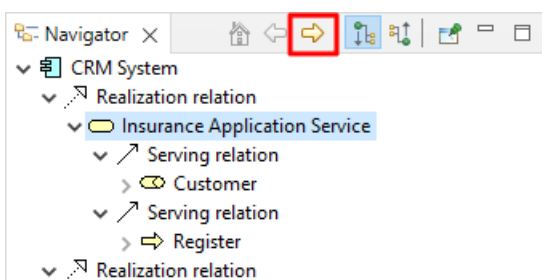 Navigator
CRM System
Realization relation
Insurance Application Service
Serving relation
Customer
Serving relation
Register
Realization relation